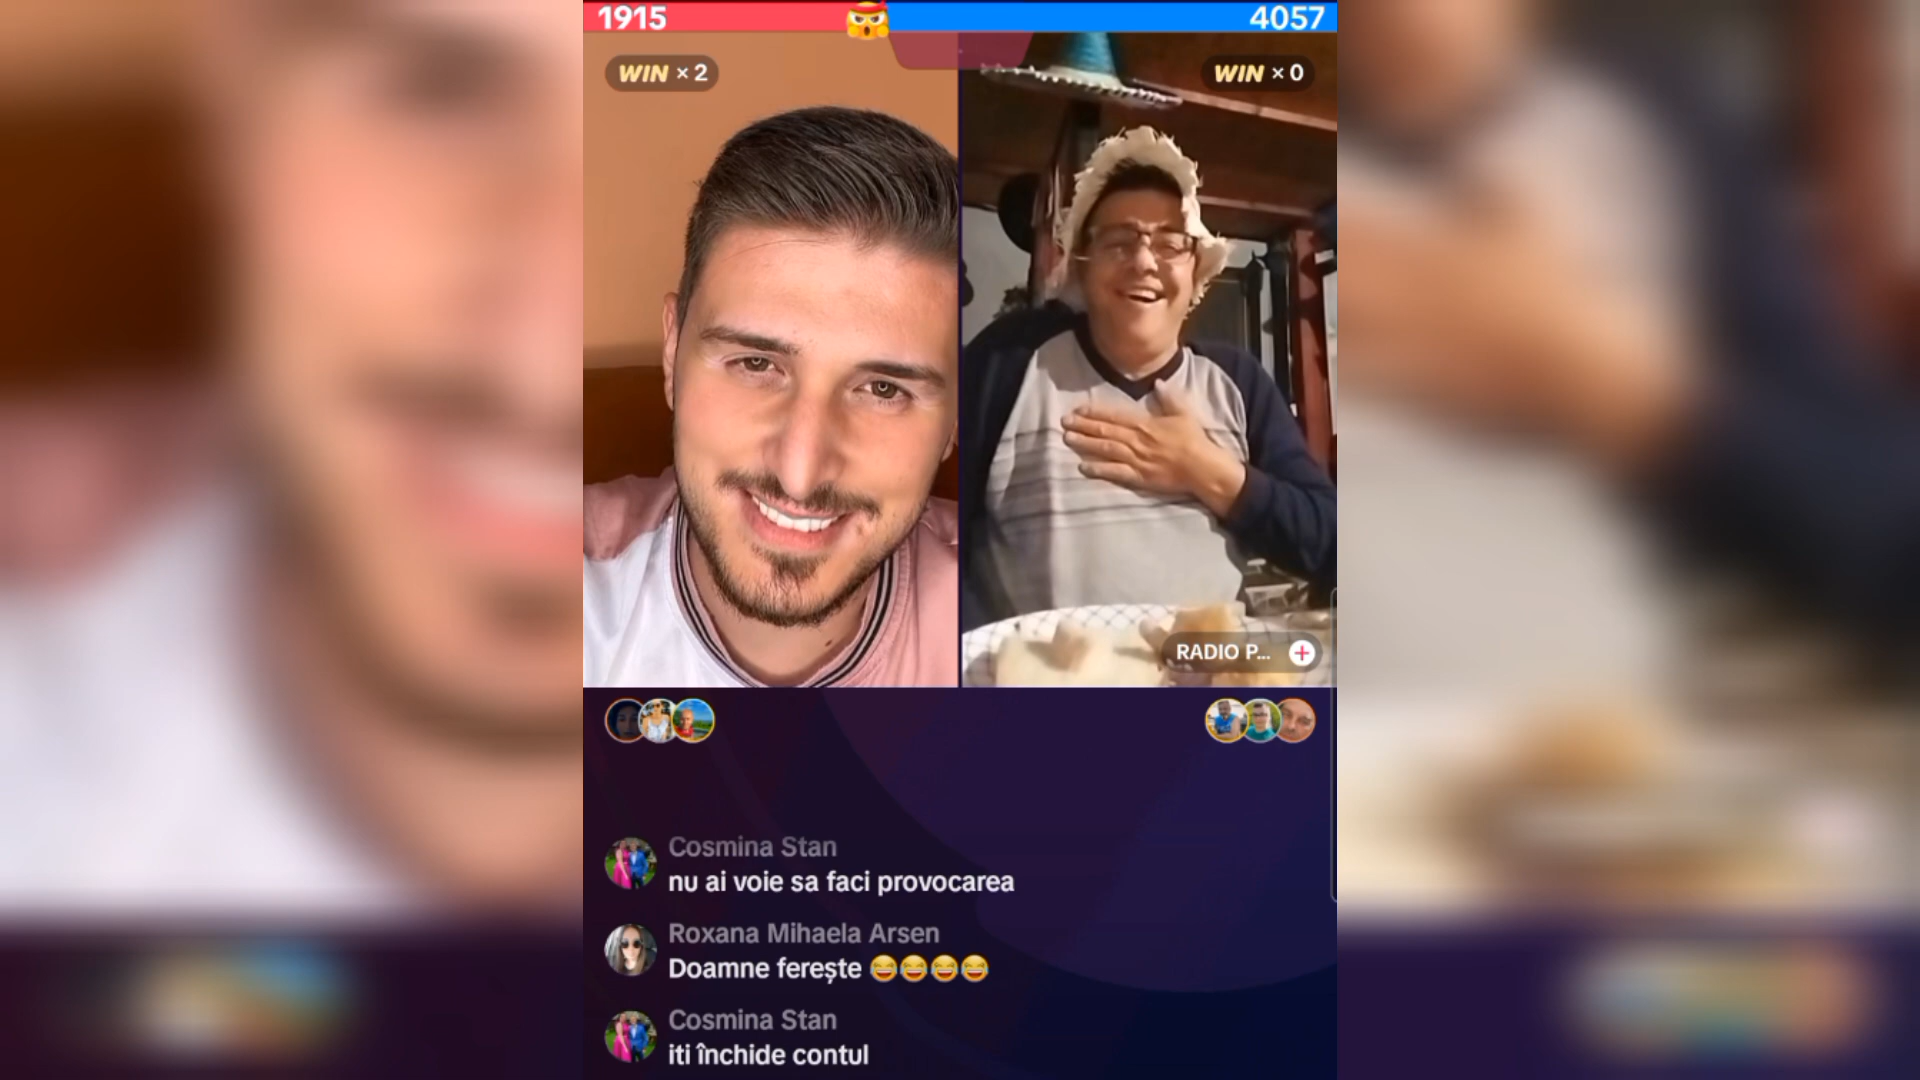 1915
4057
WIN × 2
WIN × 0
RADIO P...
Cosmina Stan
nu ai voie sa faci provocarea
Roxana Mihaela Arsen
Doamne ferește 😂😂😂😂
Cosmina Stan
iti închide contul